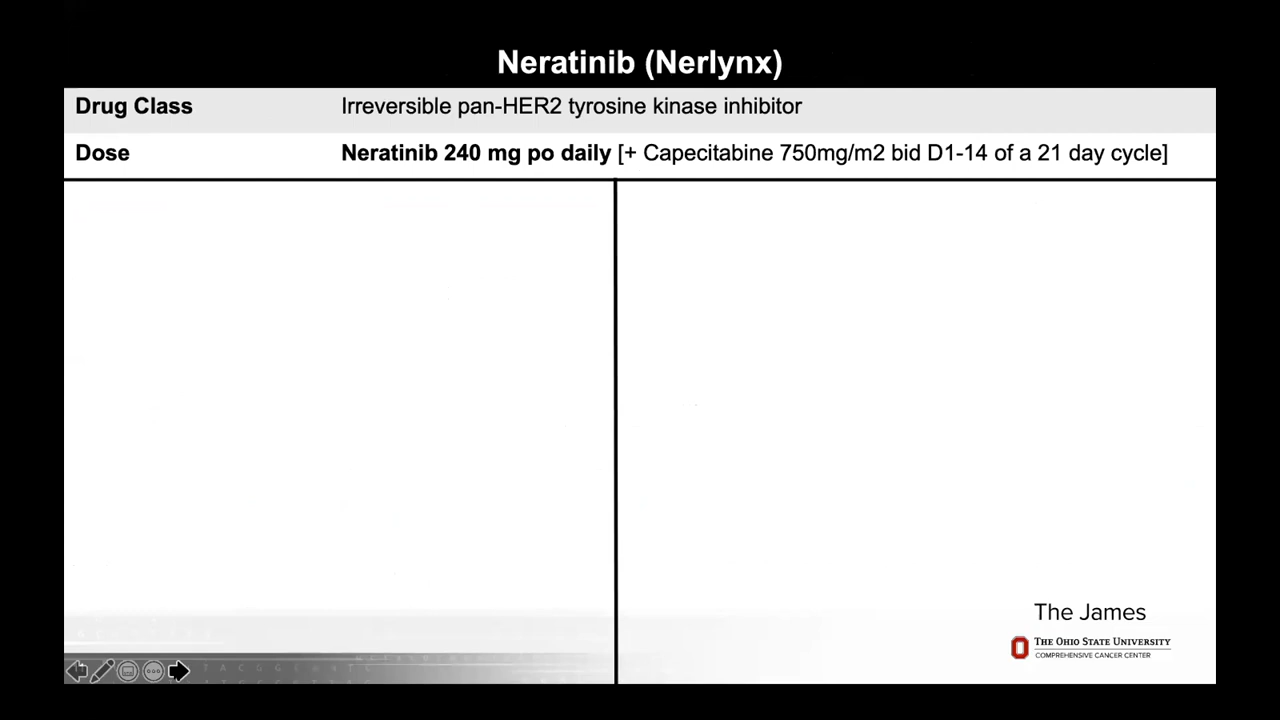 Neratinib (Nerlynx)
Drug Class
Irreversible pan-HER2 tyrosine kinase inhibitor
Dose
Neratinib 240 mg po daily [+ Capecitabine 750mg/m2 bid D1-14 of a 21 day cycle]
The James
THE OHIO STATE UNIVERSITY
COMPREHENSIVE CANCER CENTER